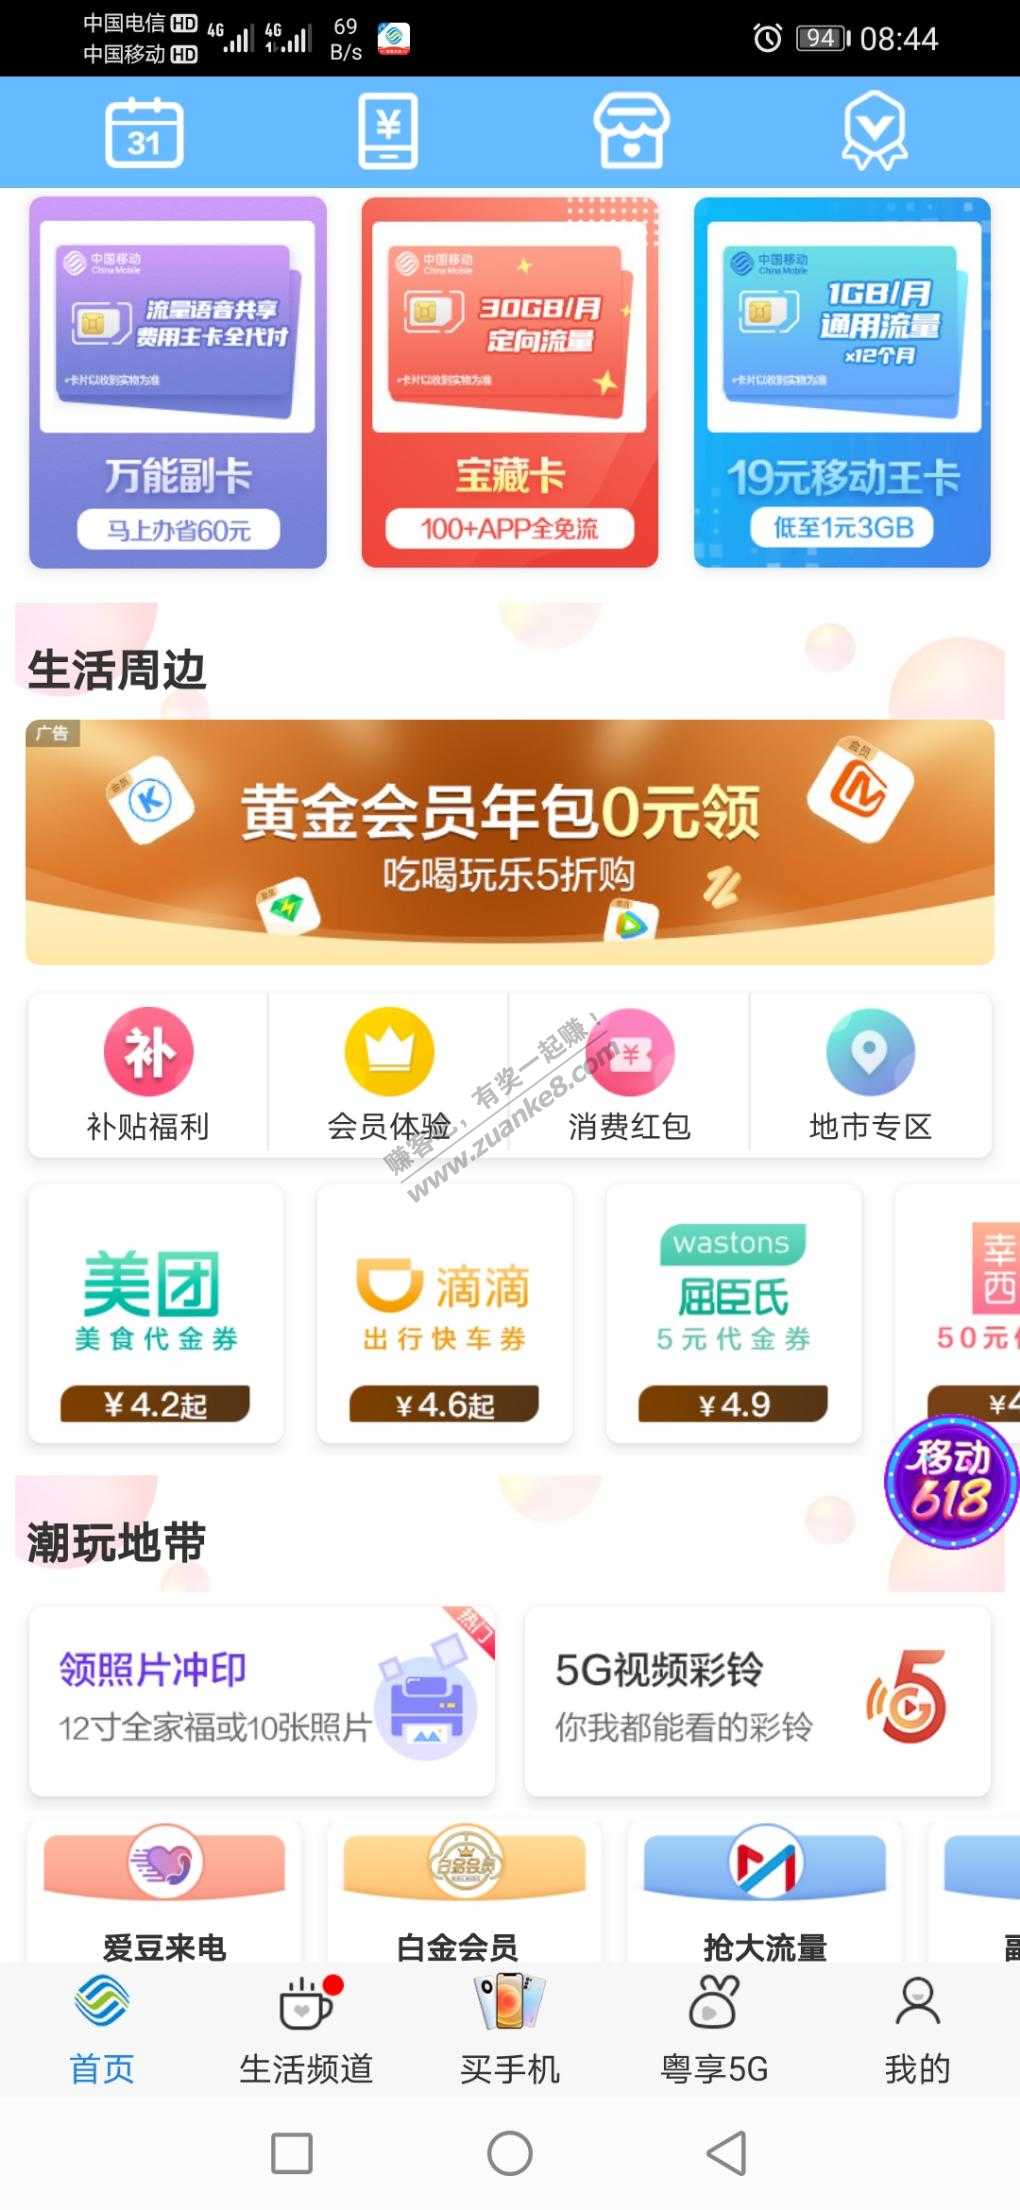 中国电信 HD 4G 4G 69 94 08:44
中国移动 HD 1 B/s
31 ¥
中国移动 中国移动 中国移动
China Mobile China Mobile China Mobile
流量语音共享
费用主卡全代付
*卡片以收到实物为准
万能副卡
马上办省60元
30GB/月
定向流量
*卡片以收到实物为准
宝藏卡
100+APP全免流
1GB/月
通用流量
x12个月
*卡片以收到实物为准
19元移动王卡
低至1元3GB
生活周边
广告
会员
会员
黄金会员年包0元领
吃喝玩乐5折购
补
补贴福利 会员体验 消费红包 地市专区
赚客吧，有奖一起赚！
www.zuanke8.com
美团
美食代金券
¥4.2起
滴滴
出行快车券
¥4.6起
wastons
屈臣氏
5元代金券
¥4.9
幸
西
50元
¥4
移动
618
潮玩地带
热门
领照片冲印
12寸全家福或10张照片
5G视频彩铃
你我都能看的彩铃
5G
白金会员
爱豆来电 白金会员 抢大流量
首页 生活频道 买手机 粤享5G 我的